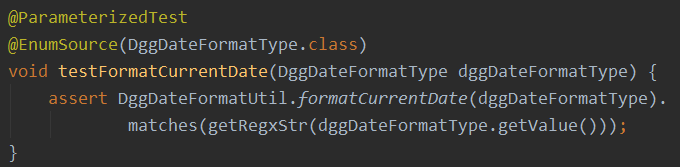 @ParameterizedTest
@EnumSource(DggDateFormatType.class)
void testFormatCurrentDate(DggDateFormatType dggDateFormatType) {
    assert DggDateFormatUtil.formatCurrentDate(dggDateFormatType).
            matches(getRegxStr(dggDateFormatType.getValue()));
}